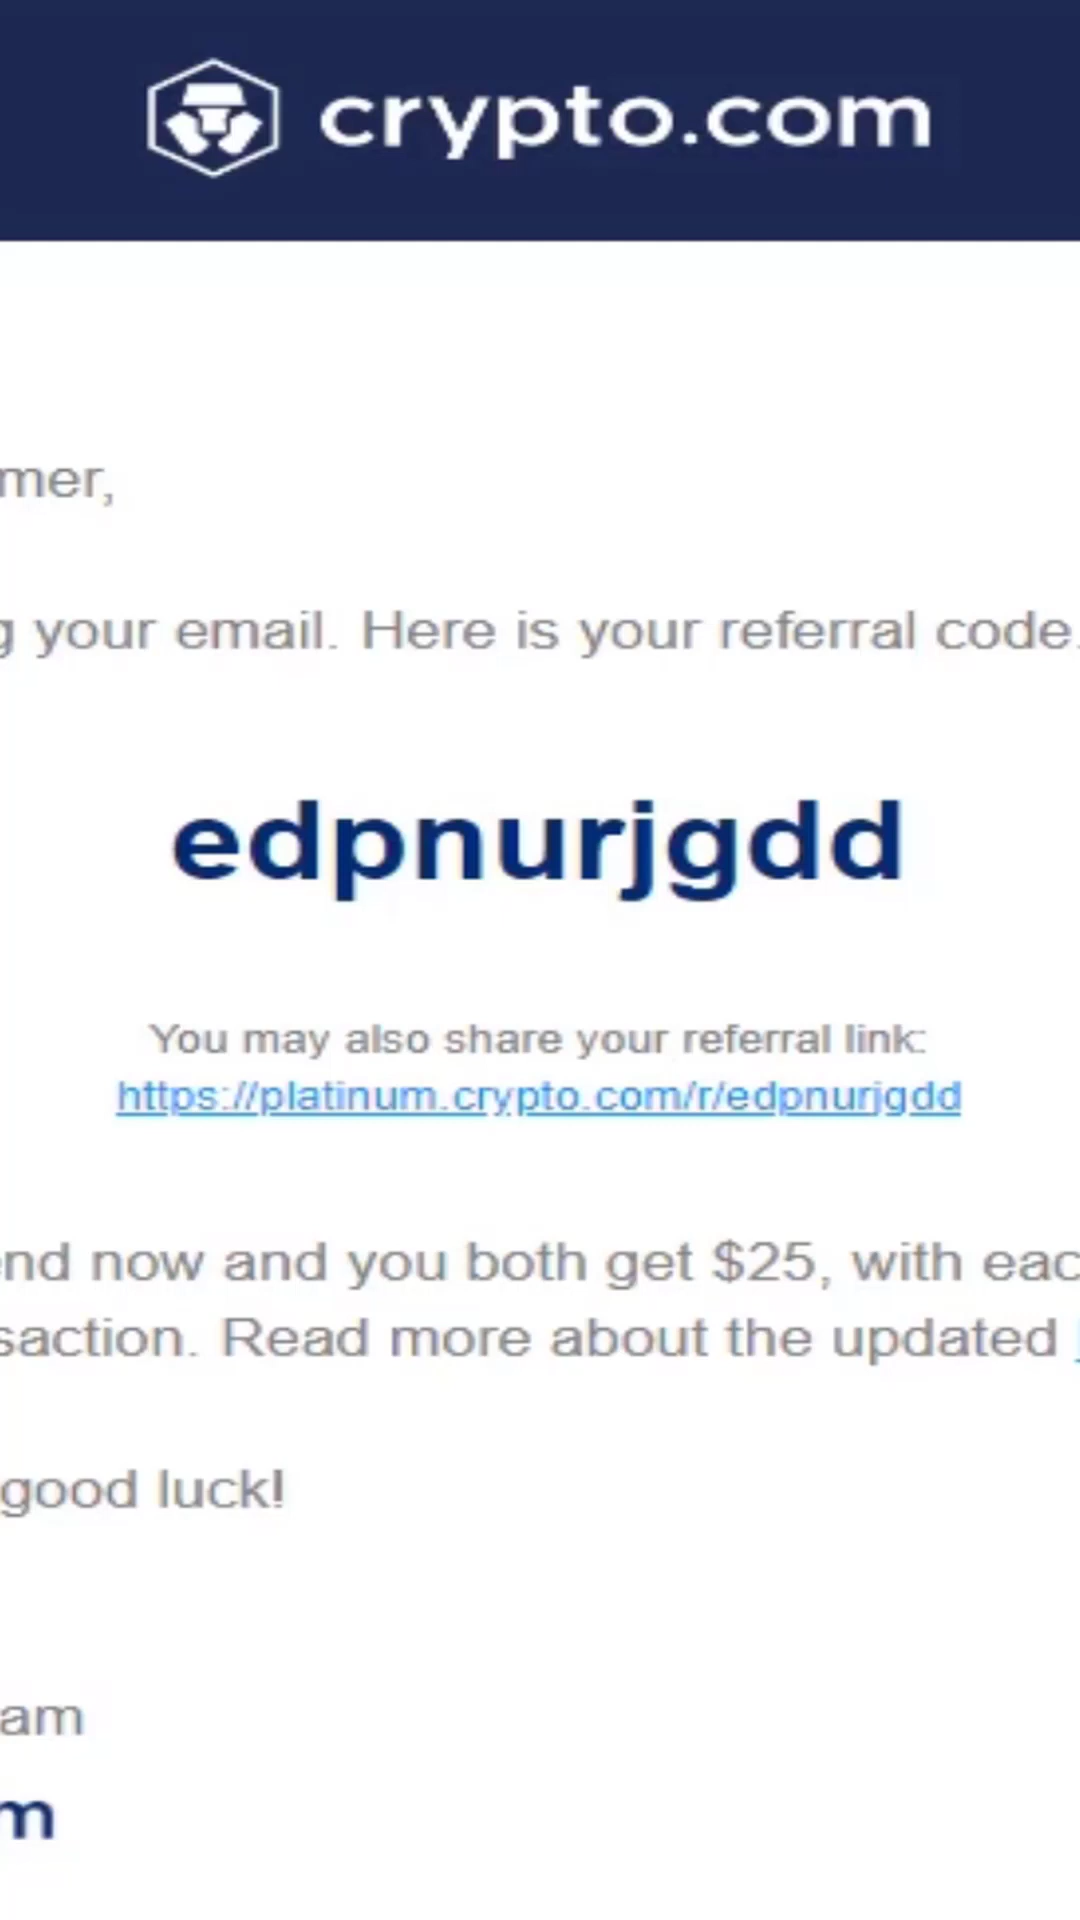 crypto.com
mer,
g your email. Here is your referral code.
edpnurjgdd
You may also share your referral link:
https://platinum.crypto.com/r/edpnurjgdd
end now and you both get $25, with eac
saction. Read more about the updated
good luck!
am
m